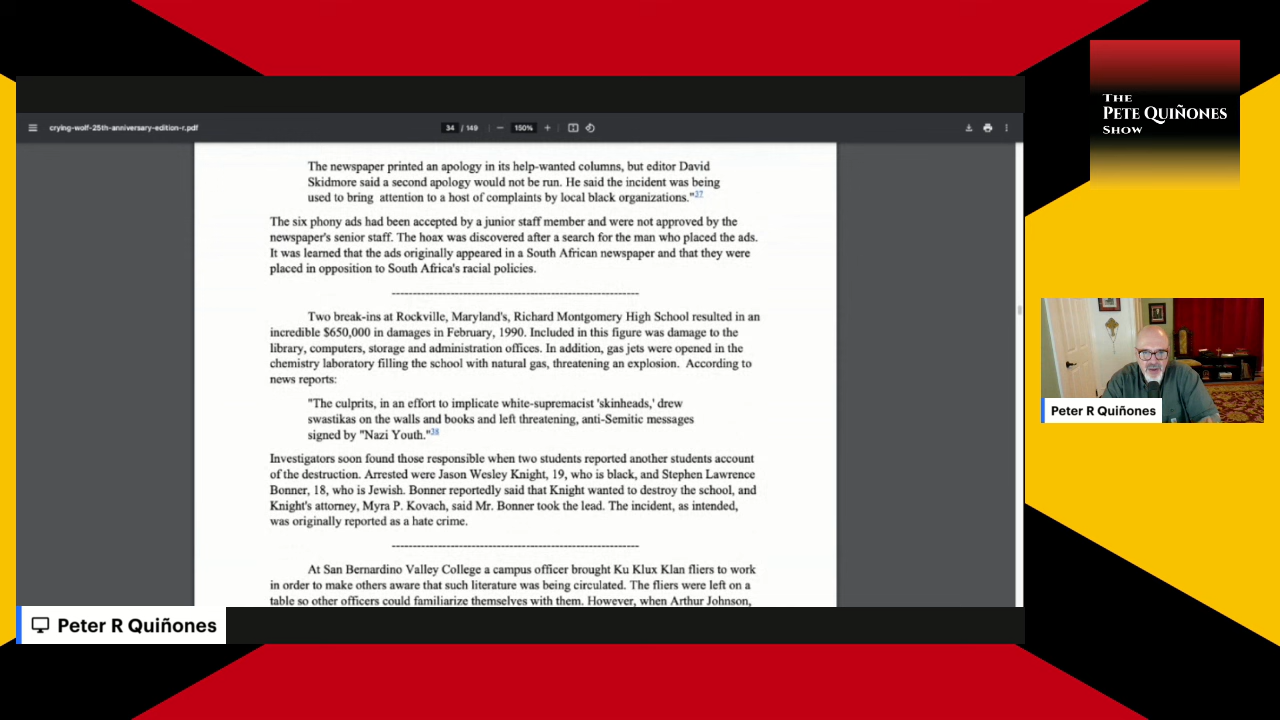 THE
PETE QUIÑONES
SHOW
crying-wolf-25th-anniversary-edition-r.pdf
34 / 149
150%
The newspaper printed an apology in its help-wanted columns, but editor David
Skidmore said a second apology would not be run. He said the incident was being
used to bring attention to a host of complaints by local black organizations."37
The six phony ads had been accepted by a junior staff member and were not approved by the
newspaper's senior staff. The hoax was discovered after a search for the man who placed the ads.
It was learned that the ads originally appeared in a South African newspaper and that they were
placed in opposition to South Africa's racial policies.
Two break-ins at Rockville, Maryland's, Richard Montgomery High School resulted in an
incredible $650,000 in damages in February, 1990. Included in this figure was damage to the
library, computers, storage and administration offices. In addition, gas jets were opened in the
chemistry laboratory filling the school with natural gas, threatening an explosion. According to
news reports:
"The culprits, in an effort to implicate white-supremacist 'skinheads,' drew
swastikas on the walls and books and left threatening, anti-Semitic messages
signed by "Nazi Youth."38
Investigators soon found those responsible when two students reported another students account
of the destruction. Arrested were Jason Wesley Knight, 19, who is black, and Stephen Lawrence
Bonner, 18, who is Jewish. Bonner reportedly said that Knight wanted to destroy the school, and
Knight's attorney, Myra P. Kovach, said Mr. Bonner took the lead. The incident, as intended,
was originally reported as a hate crime.
At San Bernardino Valley College a campus officer brought Ku Klux Klan fliers to work
in order to make others aware that such literature was being circulated. The fliers were left on a
table so other officers could familiarize themselves with them. However, when Arthur Johnson,
Peter R Quiñones
Peter R Quiñones